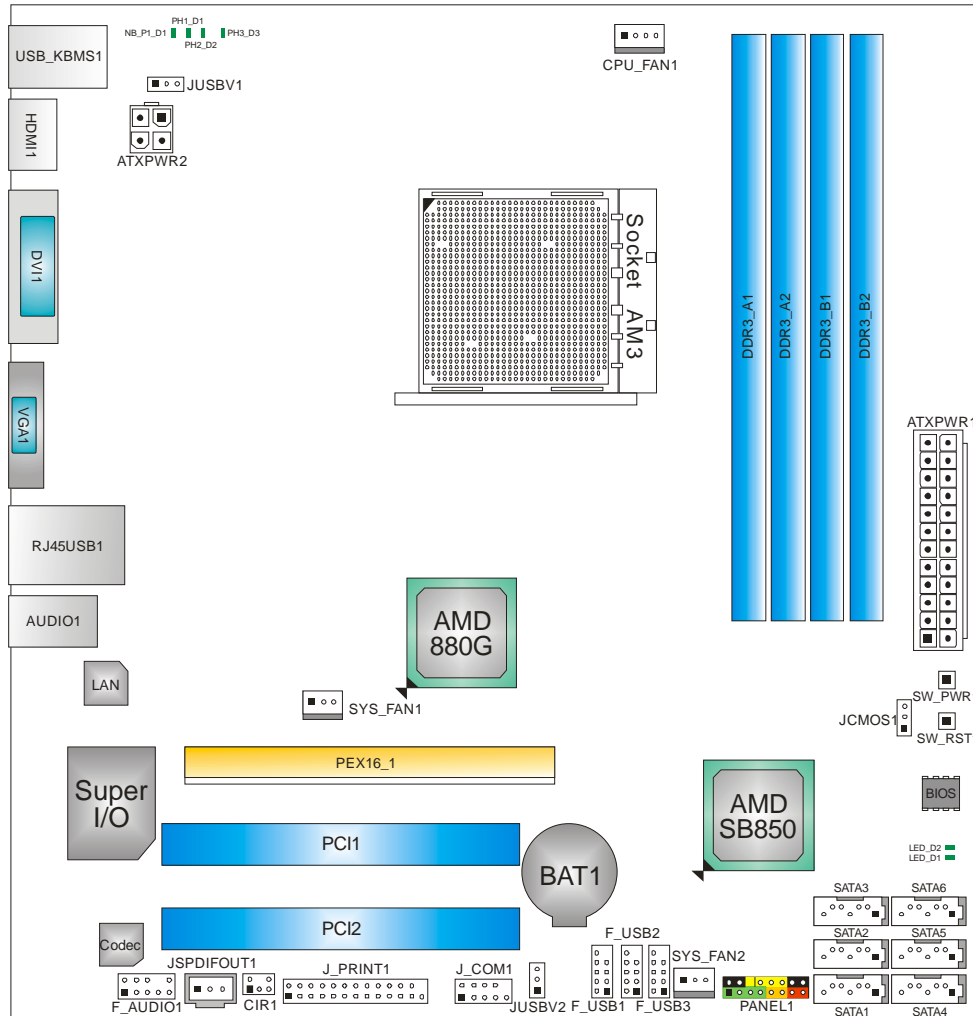 PH1_D1
NB_P1_D1
PH3_D3
PH2_D2
USB_KBMS1
JUSBV1
CPU_FAN1
HDMI1
ATXPWR2
DVI1
Socket AM3
DDR3_A1
DDR3_A2
DDR3_B1
DDR3_B2
VGA1
ATXPWR1
RJ45USB1
AUDIO1
AMD
880G
LAN
SYS_FAN1
SW_PWR
JCMOS1
SW_RST
PEX16_1
Super
I/O
AMD
SB850
BIOS
PCI1
LED_D2
LED_D1
BAT1
SATA3
SATA6
PCI2
Codec
F_USB2
SATA2
SATA5
JSPDIFOUT1
J_PRINT1
J_COM1
SYS_FAN2
F_AUDIO1
CIR1
JUSBV2
F_USB1
F_USB3
PANEL1
SATA1
SATA4